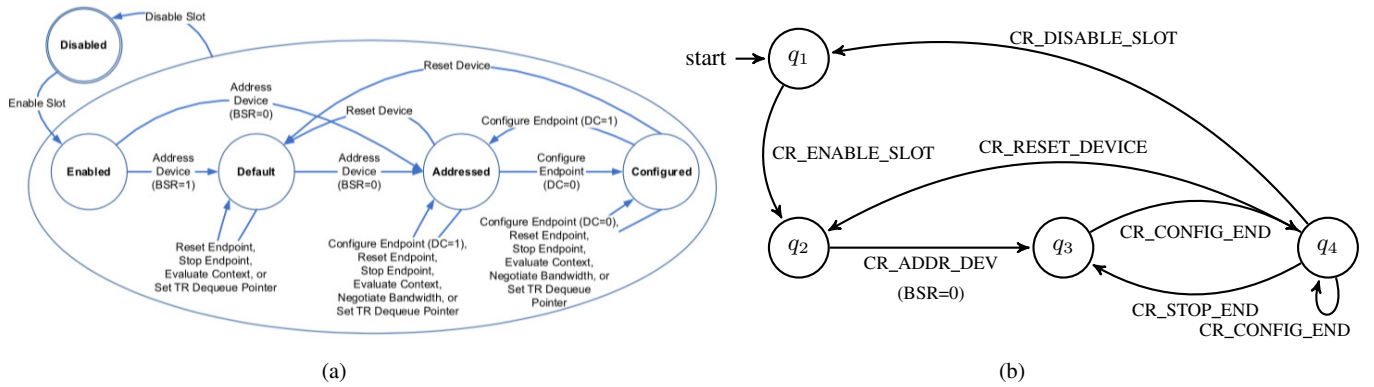 Disable Slot
Disabled
Enable Slot
Address
Device
(BSR=0)
Reset Device
Reset Device
Configure Endpoint (DC=1)
Enabled
Address
Device
(BSR=1)
Default
Address
Device
(BSR=0)
Addressed
Configure
Endpoint
(DC=0)
Configured
Reset Endpoint,
Stop Endpoint,
Evaluate Context, or
Set TR Dequeue Pointer
Configure Endpoint (DC=1),
Reset Endpoint,
Stop Endpoint,
Evaluate Context,
Negotiate Bandwidth, or
Set TR Dequeue Pointer
Configure Endpoint (DC=0),
Reset Endpoint,
Stop Endpoint,
Evaluate Context,
Negotiate Bandwidth, or
Set TR Dequeue
Pointer
(a)
start
q1
CR_DISABLE_SLOT
CR_ENABLE_SLOT
CR_RESET_DEVICE
q2
CR_ADDR_DEV
(BSR=0)
q3
CR_CONFIG_END
q4
CR_STOP_END
CR_CONFIG_END
(b)